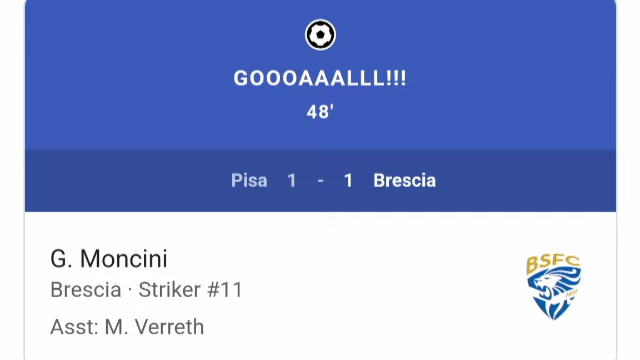 GOOOAAALLL!!!
48'
Pisa 1 - 1 Brescia
G. Moncini
BSFC
Brescia · Striker #11
Asst: M. Verreth